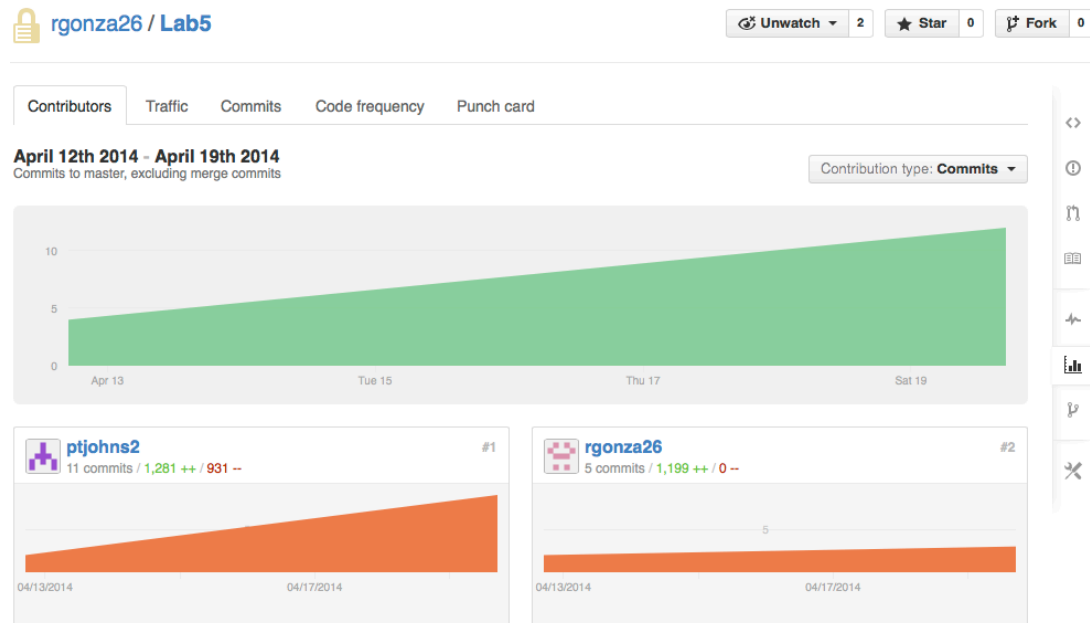 rgonza26 / Lab5
Unwatch 2 Star 0 Fork 0
Contributors Traffic Commits Code frequency Punch card
April 12th 2014 - April 19th 2014
Commits to master, excluding merge commits
Contribution type: Commits
10
5
0
Apr 13 Tue 15 Thu 17 Sat 19
ptjohns2 #1
11 commits / 1,281 ++ / 931 --
04/13/2014 04/17/2014
rgonza26 #2
5 commits / 1,199 ++ / 0 --
5
04/13/2014 04/17/2014